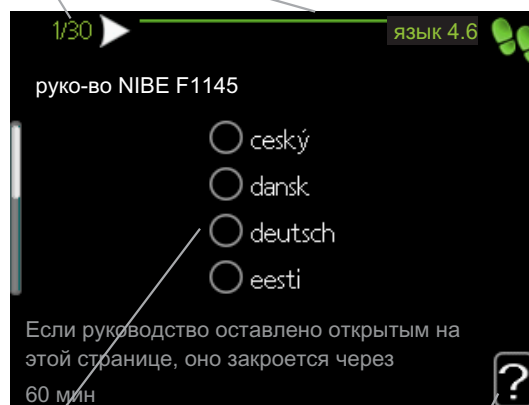 1/30
язык 4.6
руко-во NIBE F1145
ceský
dansk
deutsch
eesti
Если руководство оставлено открытым на
этой странице, оно закроется через
60 мин
?